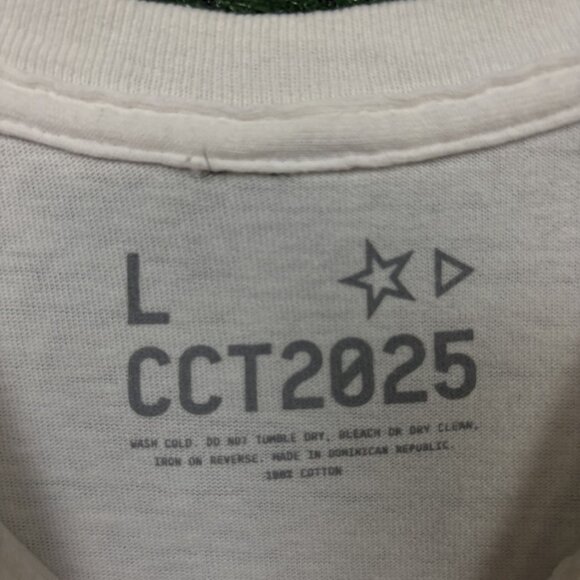 L
CCT2025
WASH COLD. DO NOT TUMBLE DRY, BLEACH OR DRY CLEAN.
IRON ON REVERSE. MADE IN DOMINICAN REPUBLIC.
100% COTTON